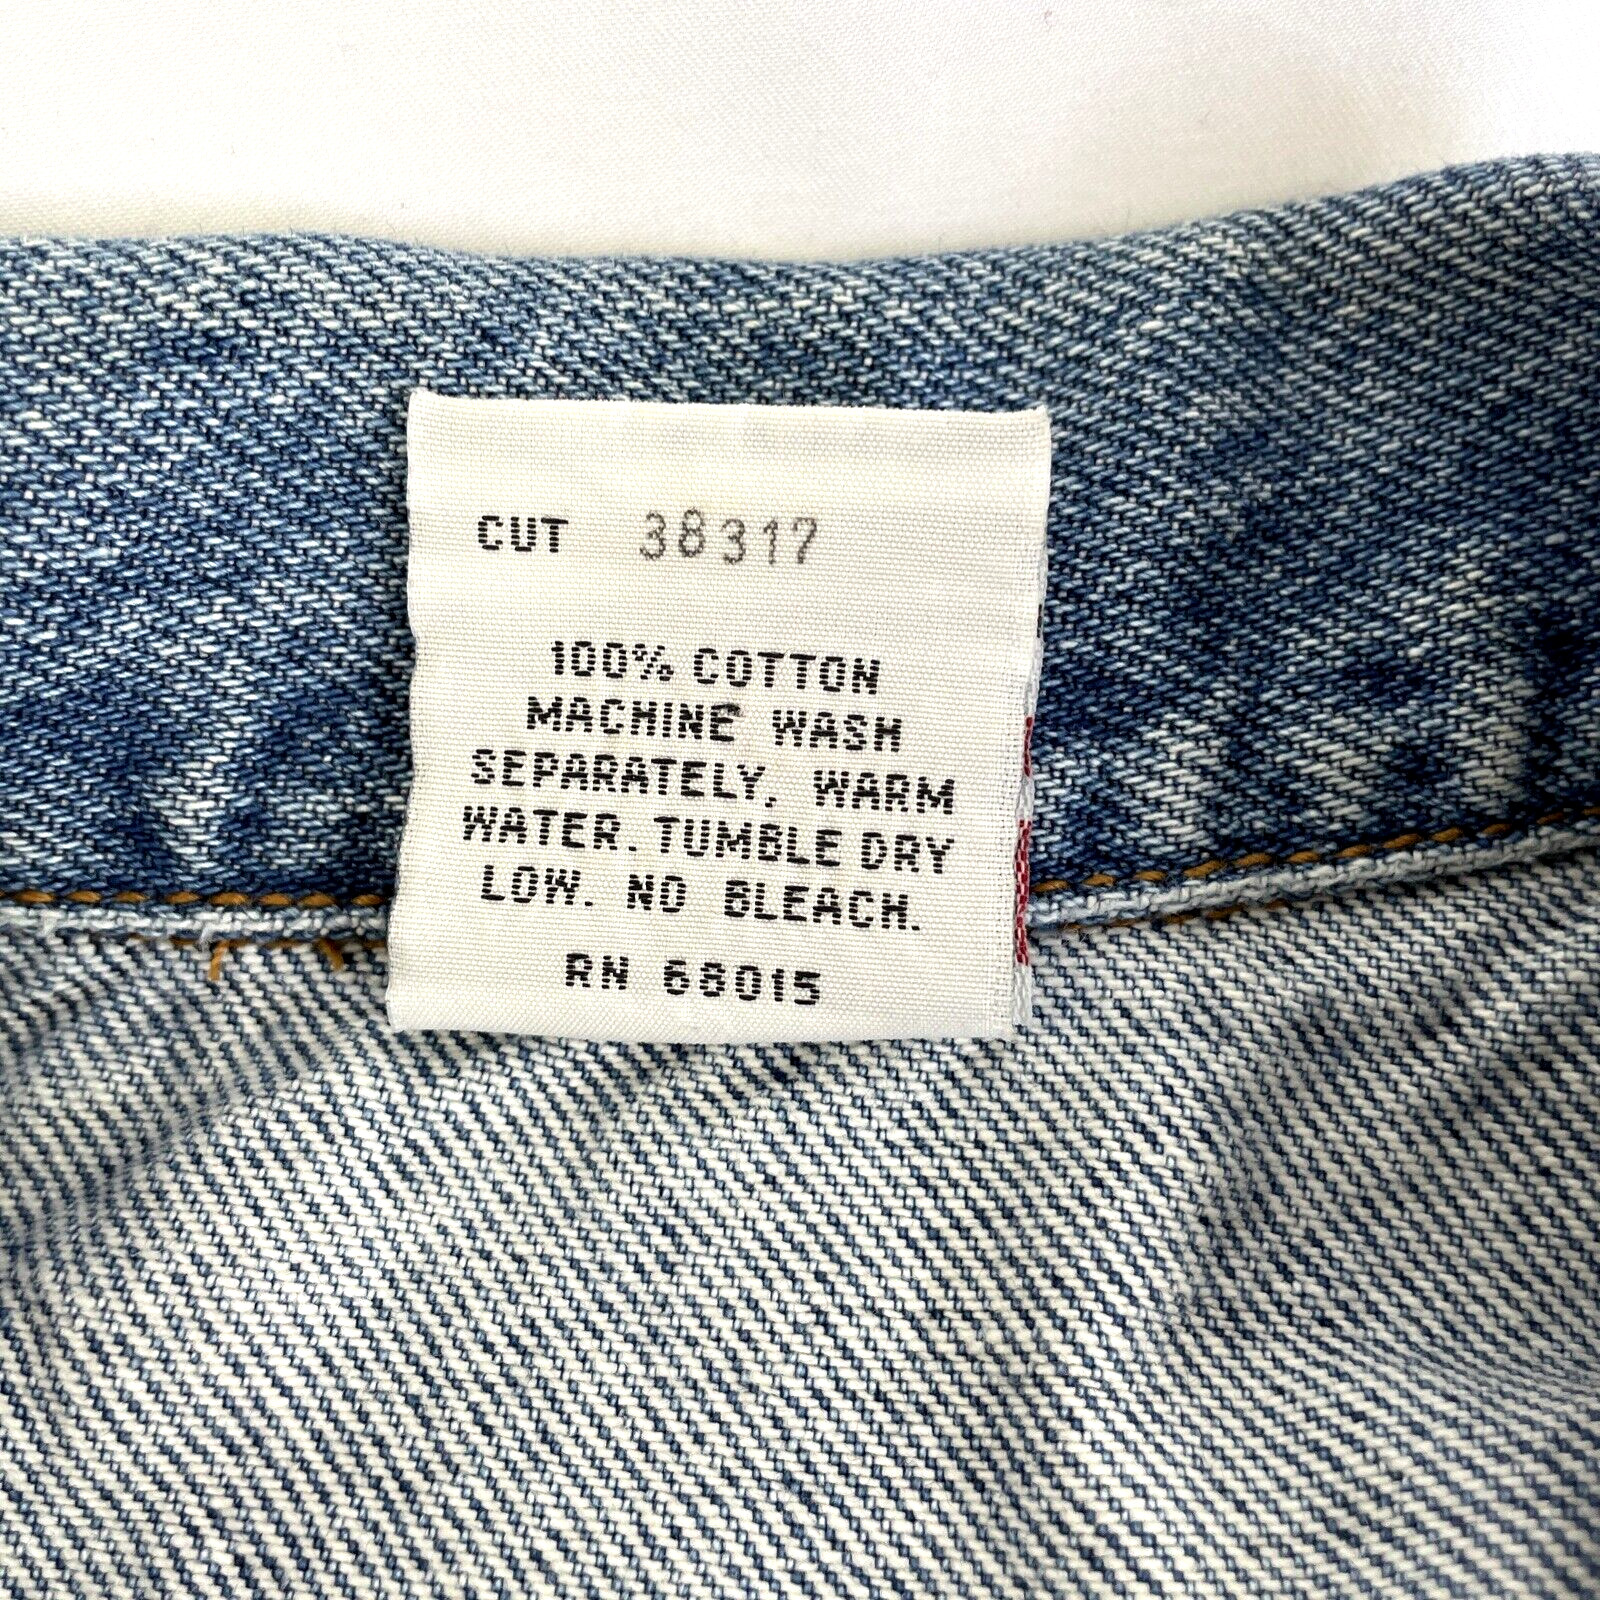 CUT 38317
100% COTTON
MACHINE WASH
SEPARATELY, WARM
WATER. TUMBLE DRY
LOW. NO BLEACH.
RN 68015